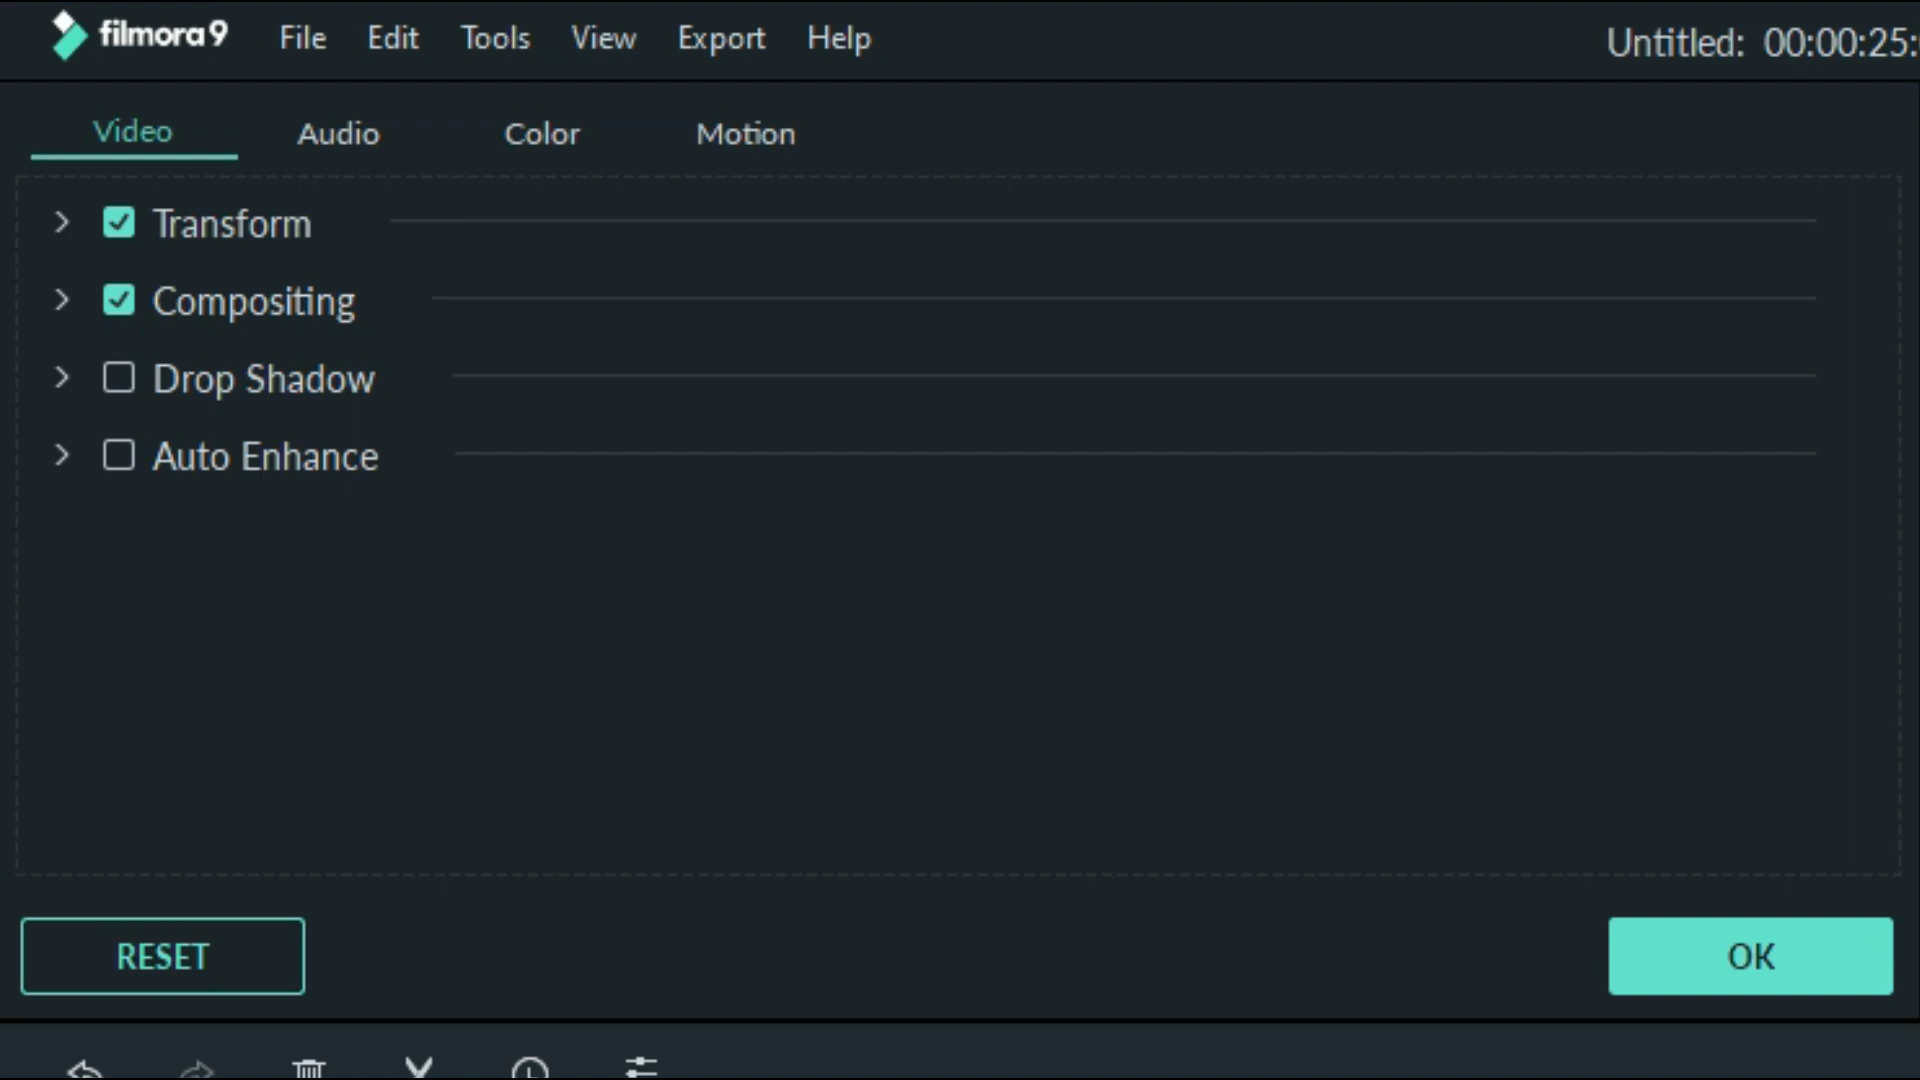 filmora9 File Edit Tools View Export Help Untitled: 00:00:25:
Video Audio Color Motion
Transform
Compositing
Drop Shadow
Auto Enhance
RESET OK